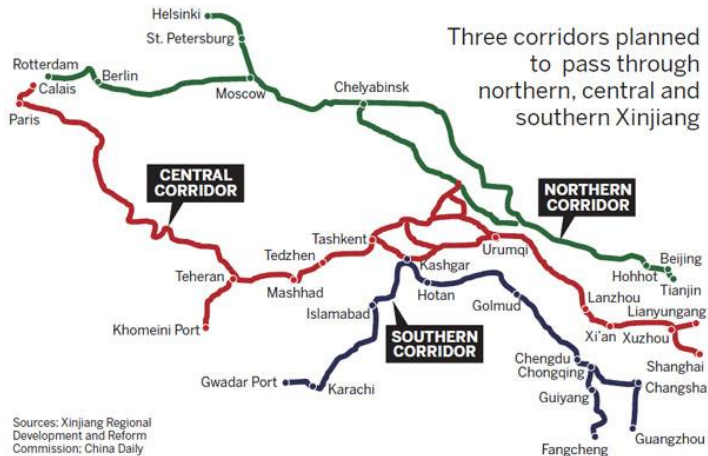 Three corridors planned
to pass through
northern, central and
southern Xinjiang
Helsinki
St. Petersburg
Rotterdam
Calais
Berlin
Paris
Moscow
Chelyabinsk
CENTRAL
CORRIDOR
NORTHERN
CORRIDOR
Tashkent
Urumqi
Beijing
Hohhot
Tianjin
Tedzhen
Kashgar
Teheran
Mashhad
Hotan
Golmud
Lanzhou
Lianyungang
Islamabad
Khomeini Port
SOUTHERN
CORRIDOR
Xi'an
Xuzhou
Shanghai
Chengdu
Chongqing
Gwadar Port
Karachi
Changsha
Guiyang
Guangzhou
Fangcheng
Sources: Xinjiang Regional
Development and Reform
Commission; China Daily